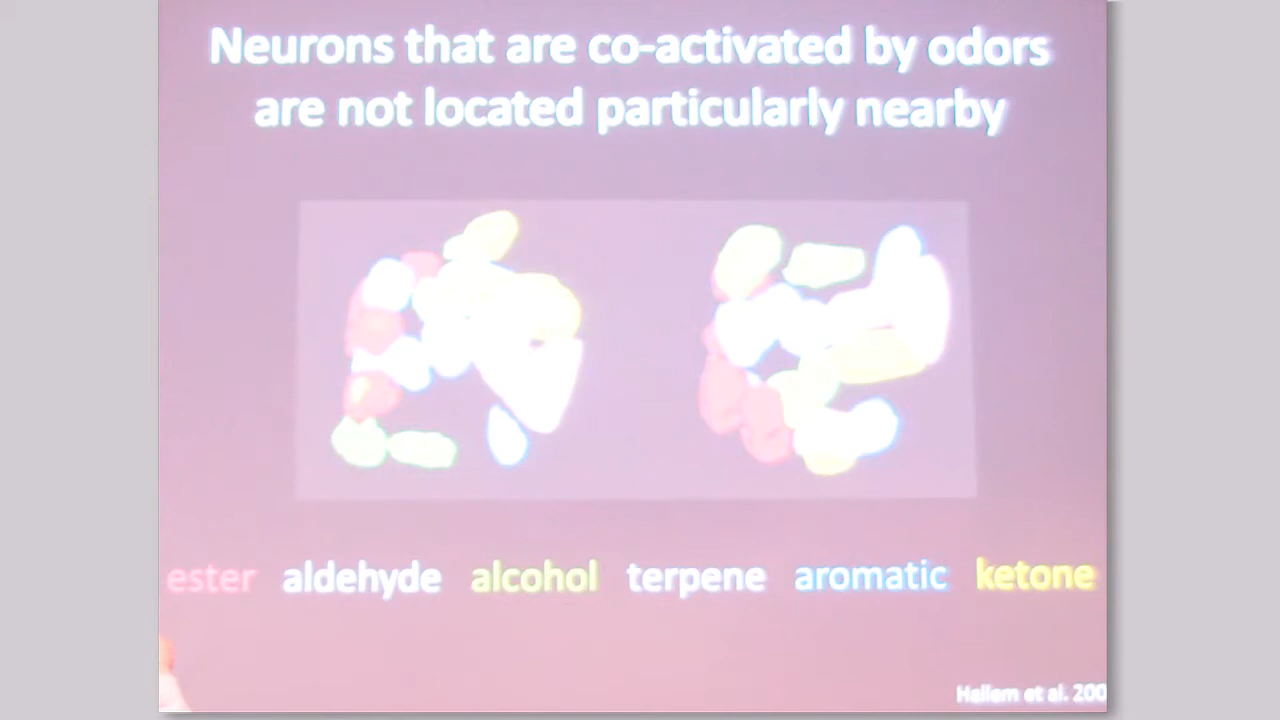 Neurons that are co-activated by odors
are not located particularly nearby
ester aldehyde alcohol terpene aromatic ketone
Hallem et al. 200